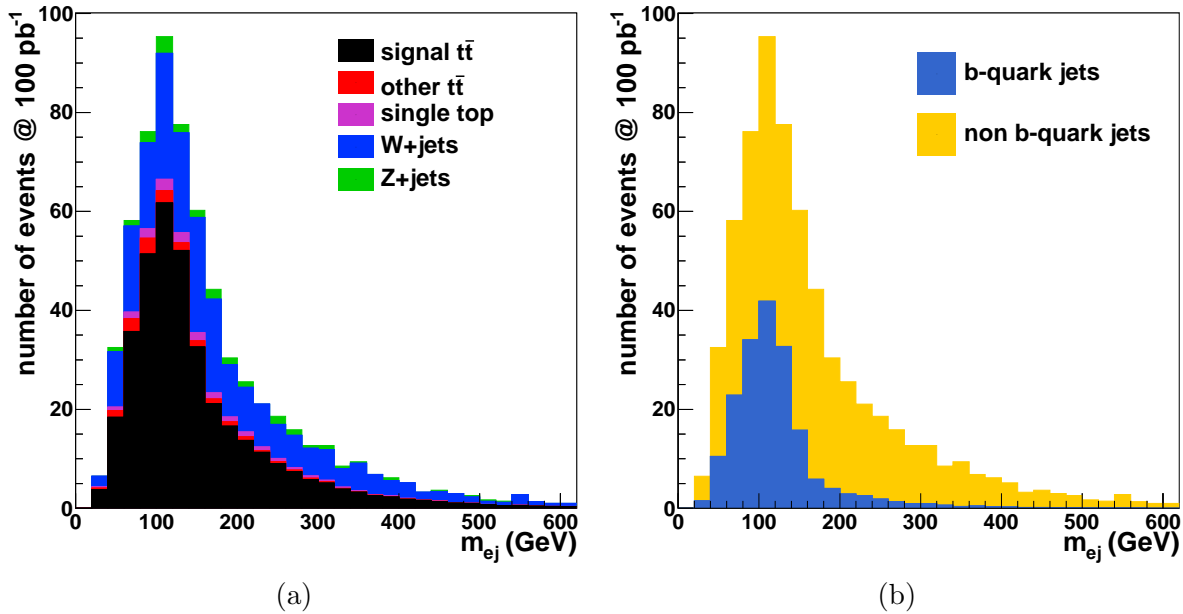 number of events @ 100 pb⁻¹
100
80
60
40
20
0
0 100 200 300 400 500 600
m_ej (GeV)
signal tt̄
other tt̄
single top
W+jets
Z+jets
(a)
number of events @ 100 pb⁻¹
100
80
60
40
20
0
0 100 200 300 400 500 600
m_ej (GeV)
b-quark jets
non b-quark jets
(b)